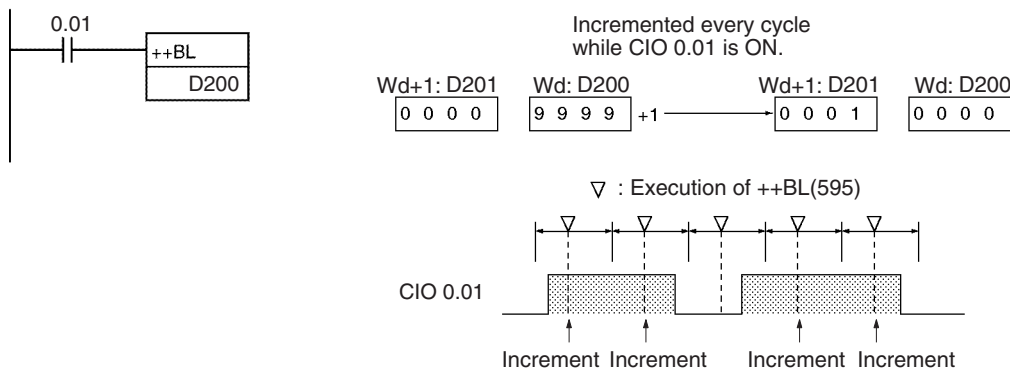 0.01
++BL
D200
Incremented every cycle
while CIO 0.01 is ON.
Wd+1: D201 Wd: D200 Wd+1: D201 Wd: D200
0 0 0 0 9 9 9 9 +1 0 0 0 1 0 0 0 0
▽ : Execution of ++BL(595)
CIO 0.01
Increment Increment Increment Increment